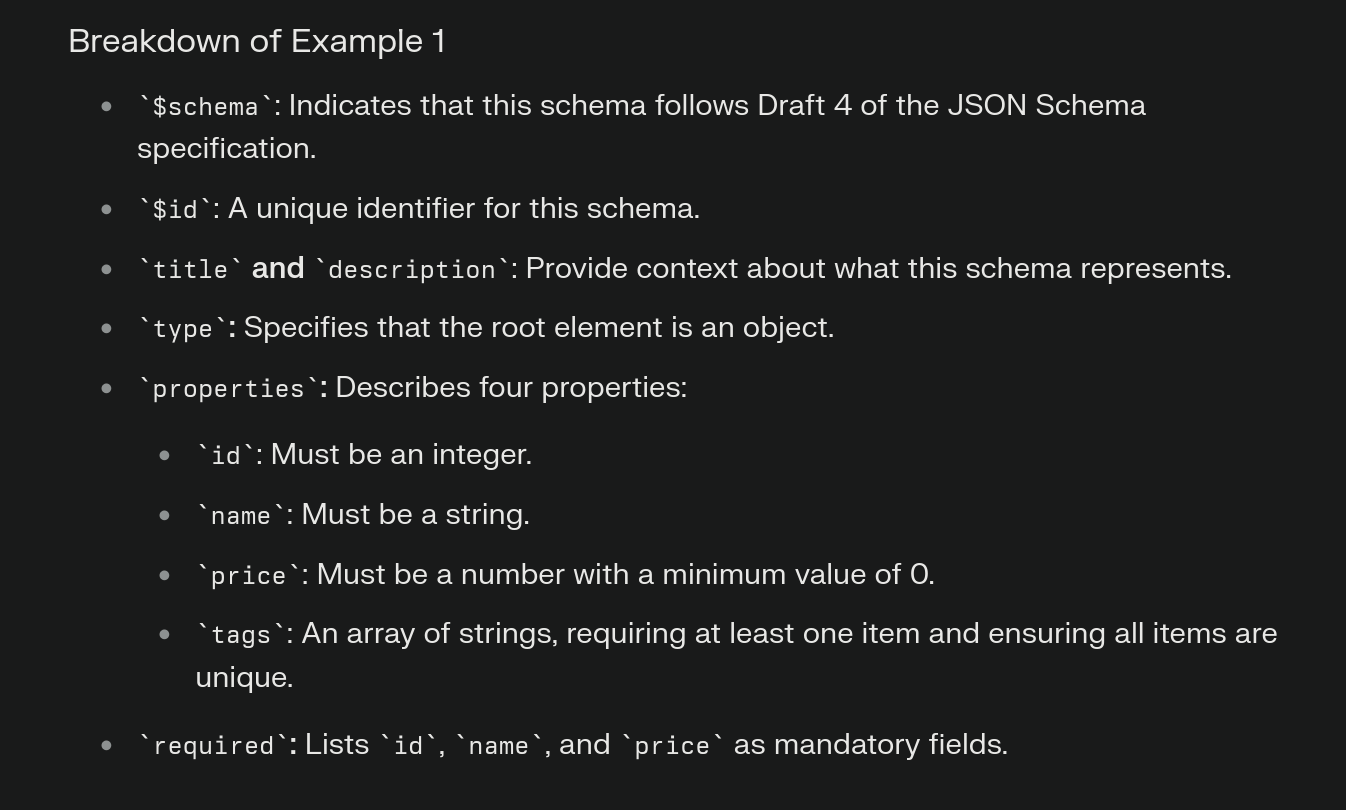 Breakdown of Example 1
• `$schema`: Indicates that this schema follows Draft 4 of the JSON Schema
specification.
• `$id`: A unique identifier for this schema.
• `title` and `description`: Provide context about what this schema represents.
• `type`: Specifies that the root element is an object.
• `properties`: Describes four properties:
• `id`: Must be an integer.
• `name`: Must be a string.
• `price`: Must be a number with a minimum value of 0.
• `tags`: An array of strings, requiring at least one item and ensuring all items are
unique.
• `required`: Lists `id`, `name`, and `price` as mandatory fields.